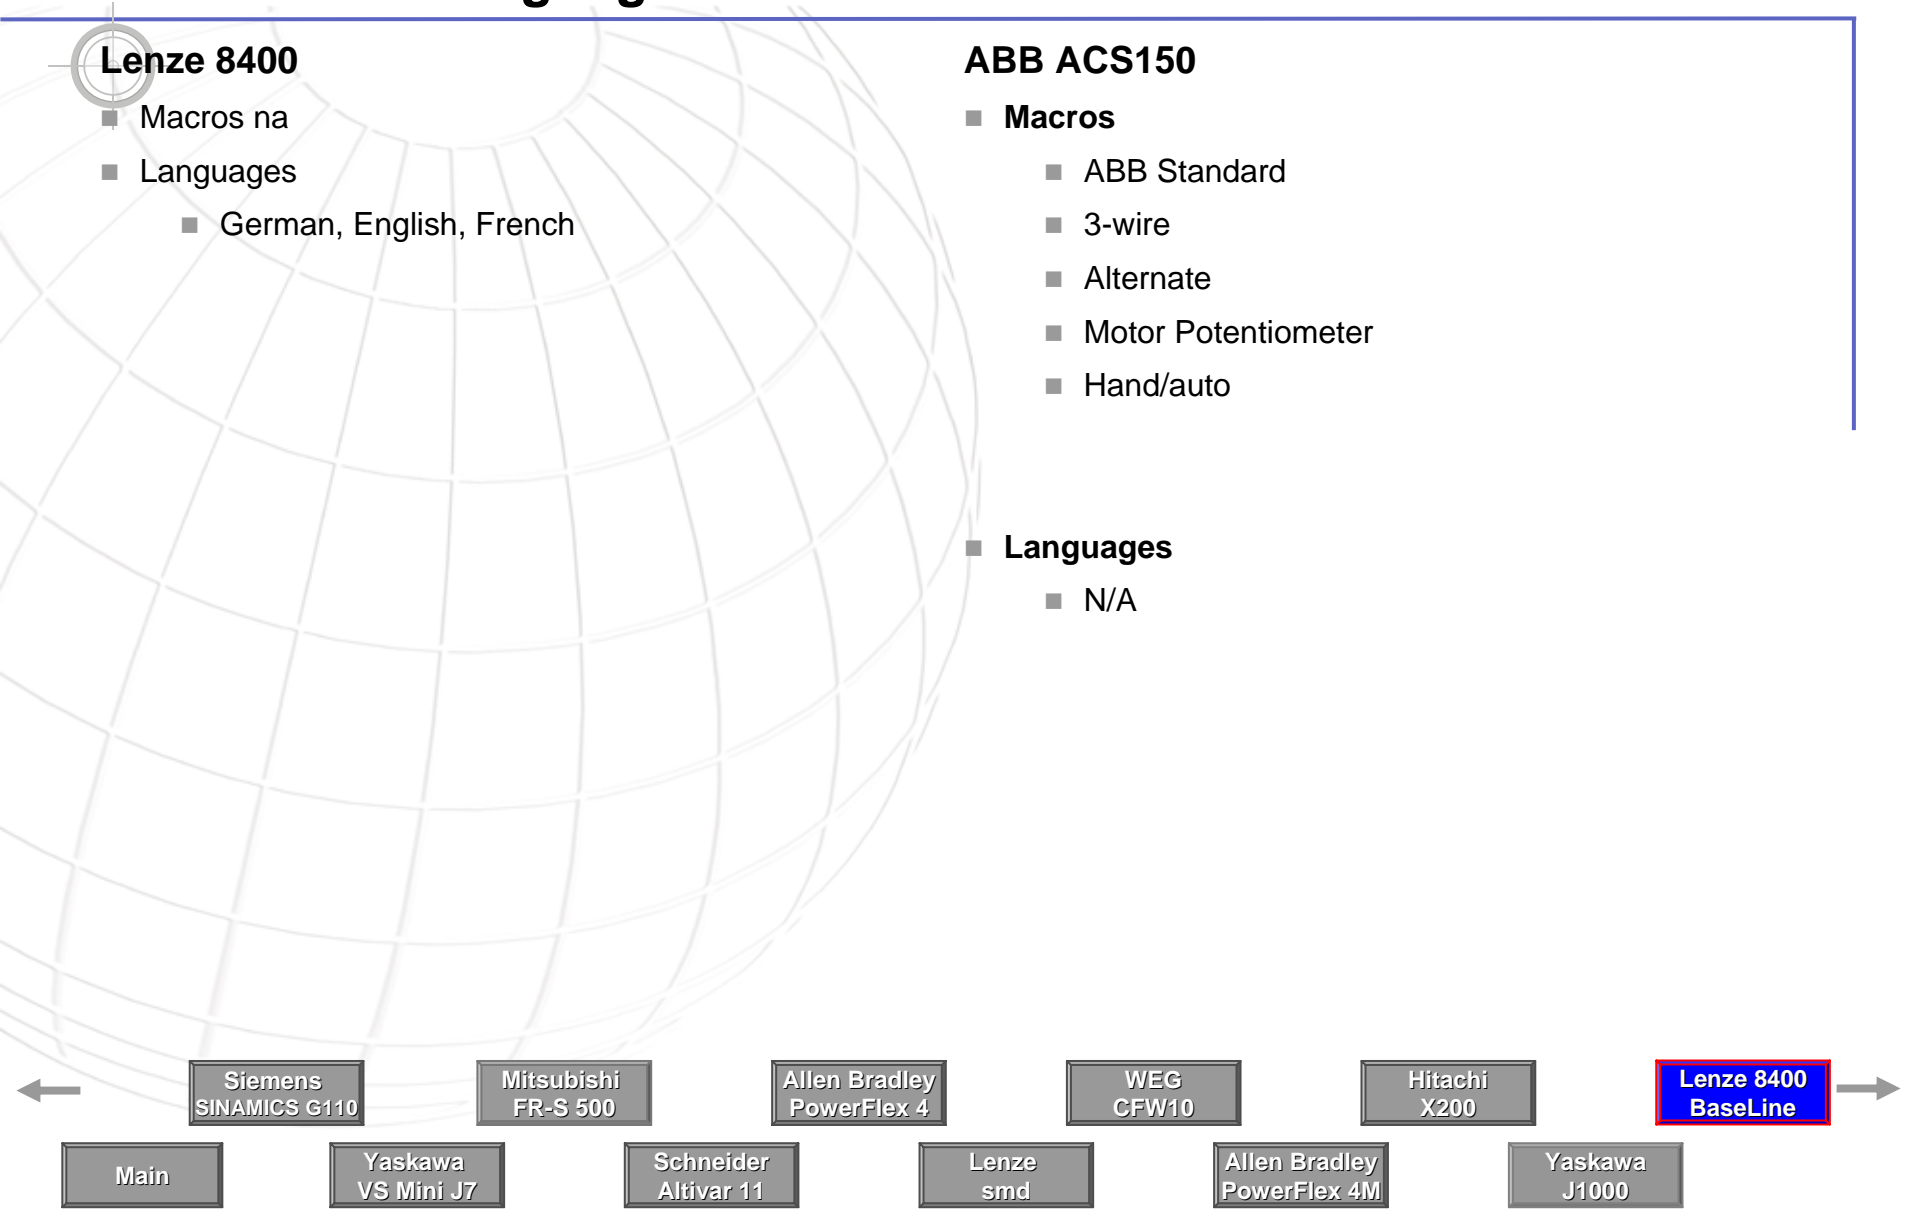 Lenze 8400
Macros na
Languages
German, English, French
ABB ACS150
Macros
ABB Standard
3-wire
Alternate
Motor Potentiometer
Hand/auto
Languages
N/A
Siemens
SINAMICS G110
Mitsubishi
FR-S 500
Allen Bradley
PowerFlex 4
WEG
CFW10
Hitachi
X200
Lenze 8400
BaseLine
Main
Yaskawa
VS Mini J7
Schneider
Altivar 11
Lenze
smd
Allen Bradley
PowerFlex 4M
Yaskawa
J1000